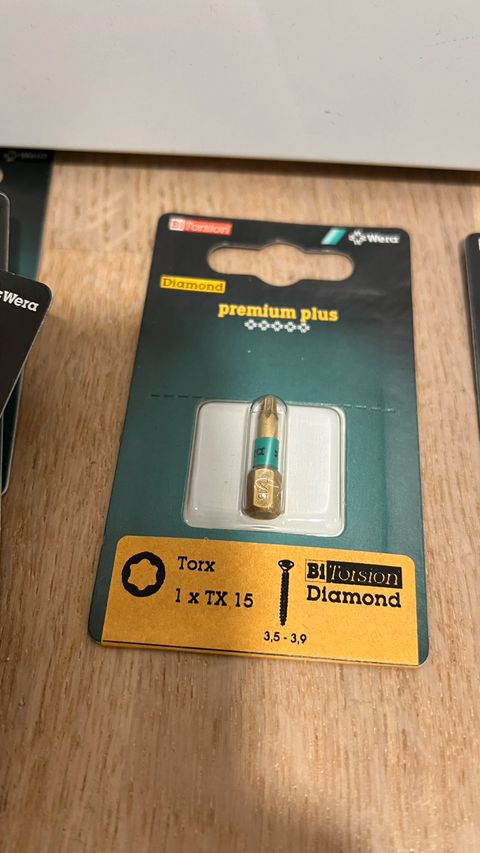 BiTorsion
Wera
Diamond
premium plus
Wera
Torx
1 x TX 15
3,5 - 3,9
BiTorsion
Diamond